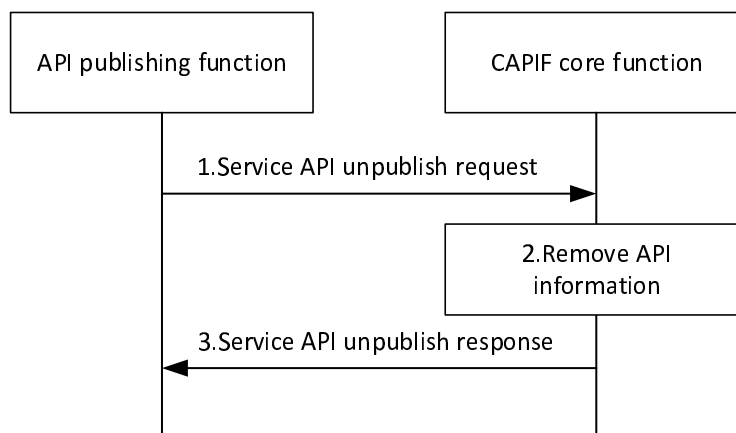 API publishing function
CAPIF core function
1.Service API unpublish request
2.Remove API
information
3.Service API unpublish response